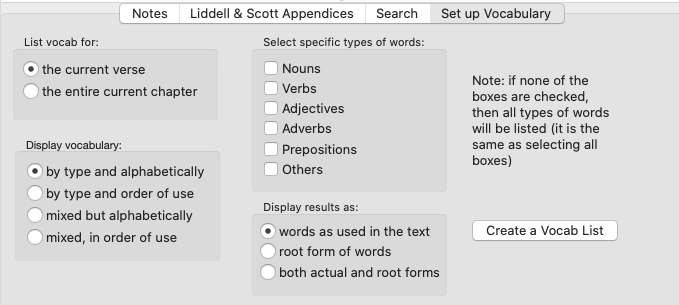 Notes
Liddell & Scott Appendices
Search
Set up Vocabulary
List vocab for:
the current verse
the entire current chapter
Display vocabulary:
by type and alphabetically
by type and order of use
mixed but alphabetically
mixed, in order of use
Select specific types of words:
Nouns
Verbs
Adjectives
Adverbs
Prepositions
Others
Display results as:
words as used in the text
root form of words
both actual and root forms
Note: if none of the
boxes are checked,
then all types of words
will be listed (it is the
same as selecting all
boxes)
Create a Vocab List